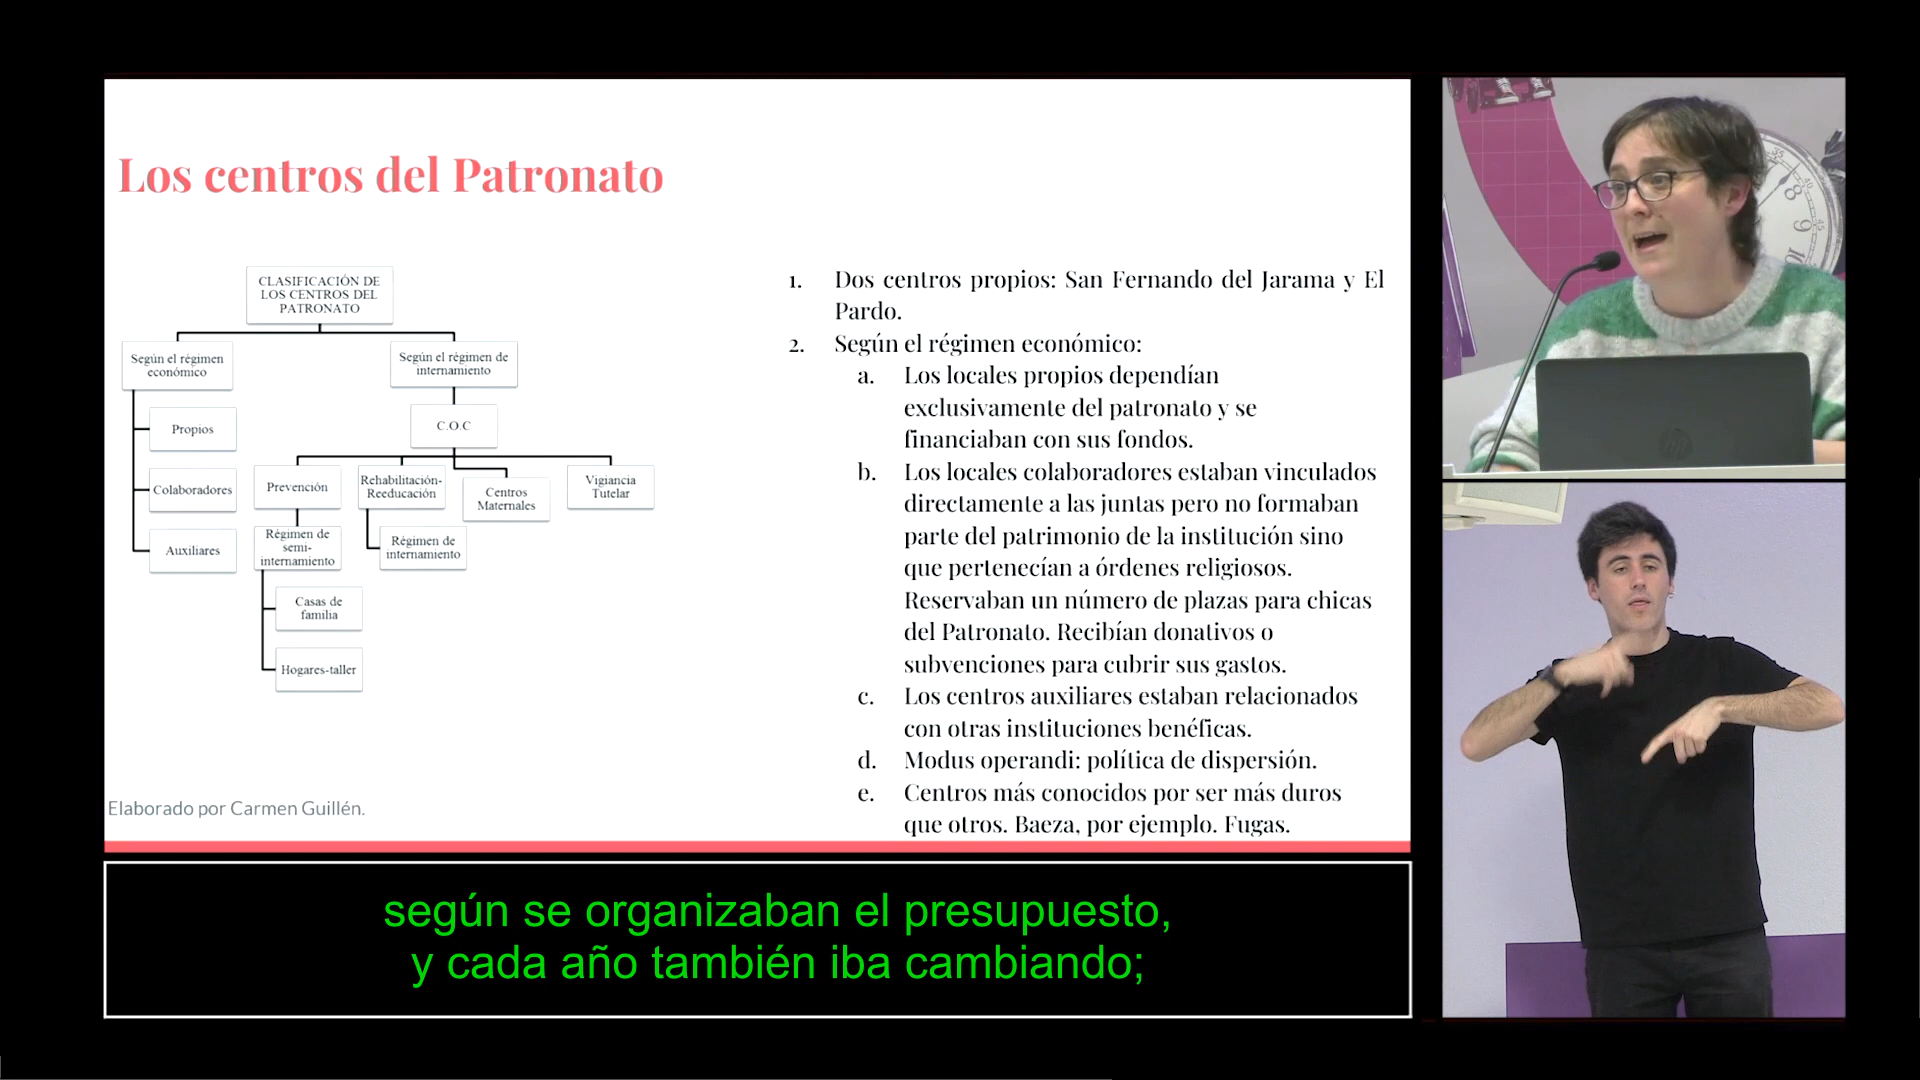 Los centros del Patronato
CLASIFICACIÓN DE
LOS CENTROS DEL
PATRONATO
Según el régimen
económico
Propios
Colaboradores
Auxiliares
Según el régimen de
internamiento
C.O.C
Prevención
Régimen de
semi-
internamiento
Casas de
familia
Hogares-taller
Rehabilitación-
Reeducación
Régimen de
internamiento
Centros
Maternales
Vigiancia
Tutelar
Elaborado por Carmen Guillén.
1. Dos centros propios: San Fernando del Jarama y El
Pardo.
2. Según el régimen económico:
a. Los locales propios dependían
exclusivamente del patronato y se
financiaban con sus fondos.
b. Los locales colaboradores estaban vinculados
directamente a las juntas pero no formaban
parte del patrimonio de la institución sino
que pertenecían a órdenes religiosos.
Reservaban un número de plazas para chicas
del Patronato. Recibían donativos o
subvenciones para cubrir sus gastos.
c. Los centros auxiliares estaban relacionados
con otras instituciones benéficas.
d. Modus operandi: política de dispersión.
e. Centros más conocidos por ser más duros
que otros. Baeza, por ejemplo. Fugas.
según se organizaban el presupuesto,
y cada año también iba cambiando;